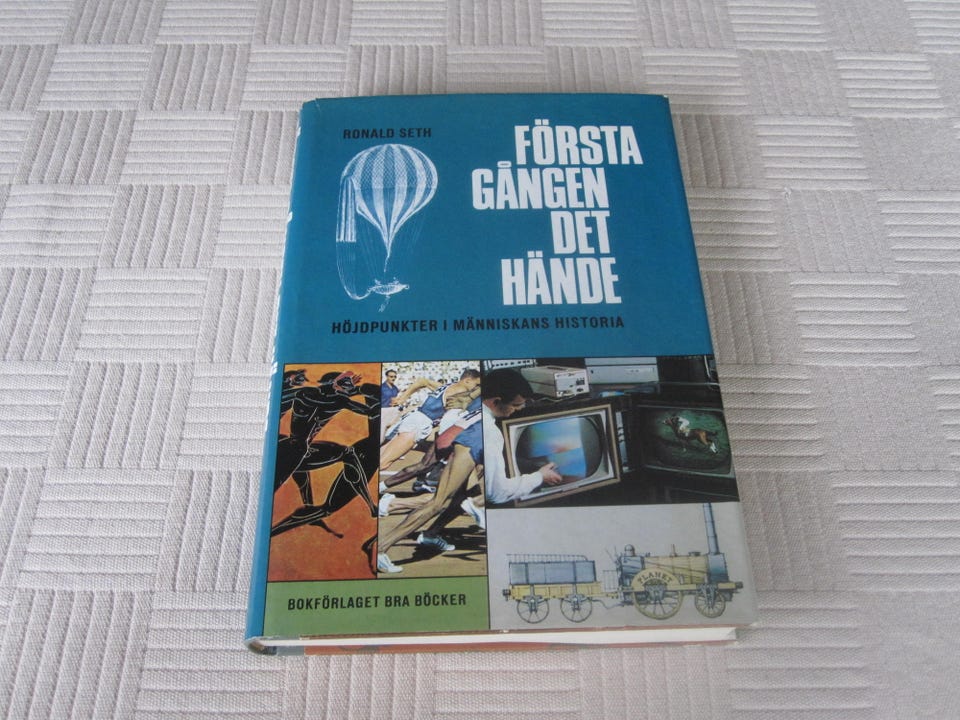 RONALD SETH
FÖRSTA
GÅNGEN
DET
HÄNDE
HÖJDPUNKTER I MÄNNISKANS HISTORIA
PLANET
BOKFÖRLAGET BRA BÖCKER